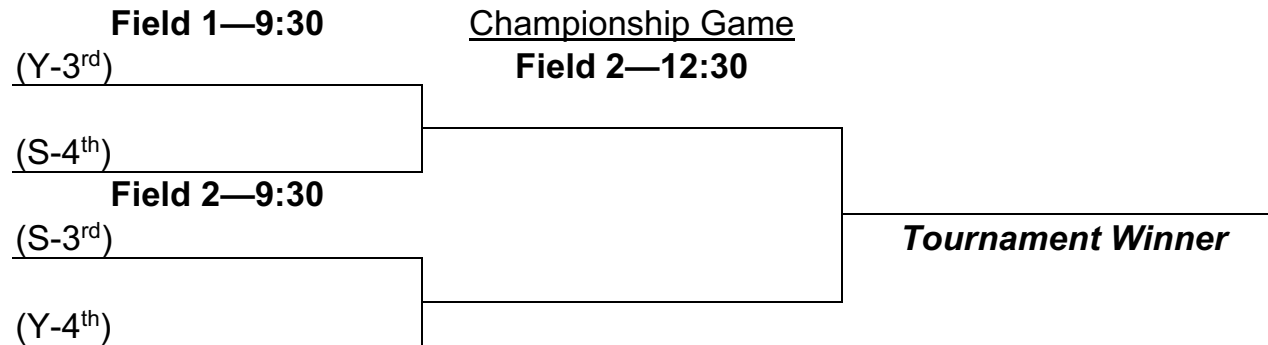 Field 1—9:30 Championship Game
(Y-3rd) Field 2—12:30
(S-4th)
Field 2—9:30
(S-3rd) Tournament Winner
(Y-4th)